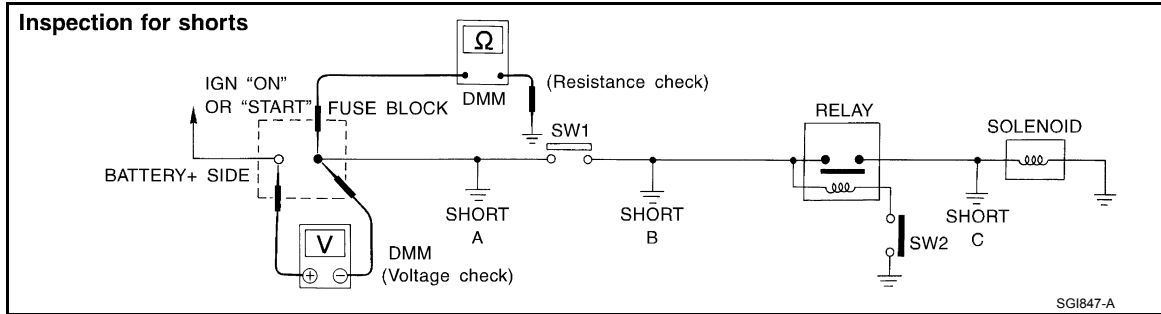 Inspection for shorts
Ω
IGN “ON”
OR “START”
FUSE BLOCK
DMM
(Resistance check)
SW1
RELAY
SOLENOID
BATTERY+ SIDE
SHORT
A
SHORT
B
SHORT
C
SW2
V
+ −
DMM
(Voltage check)
SGI847-A